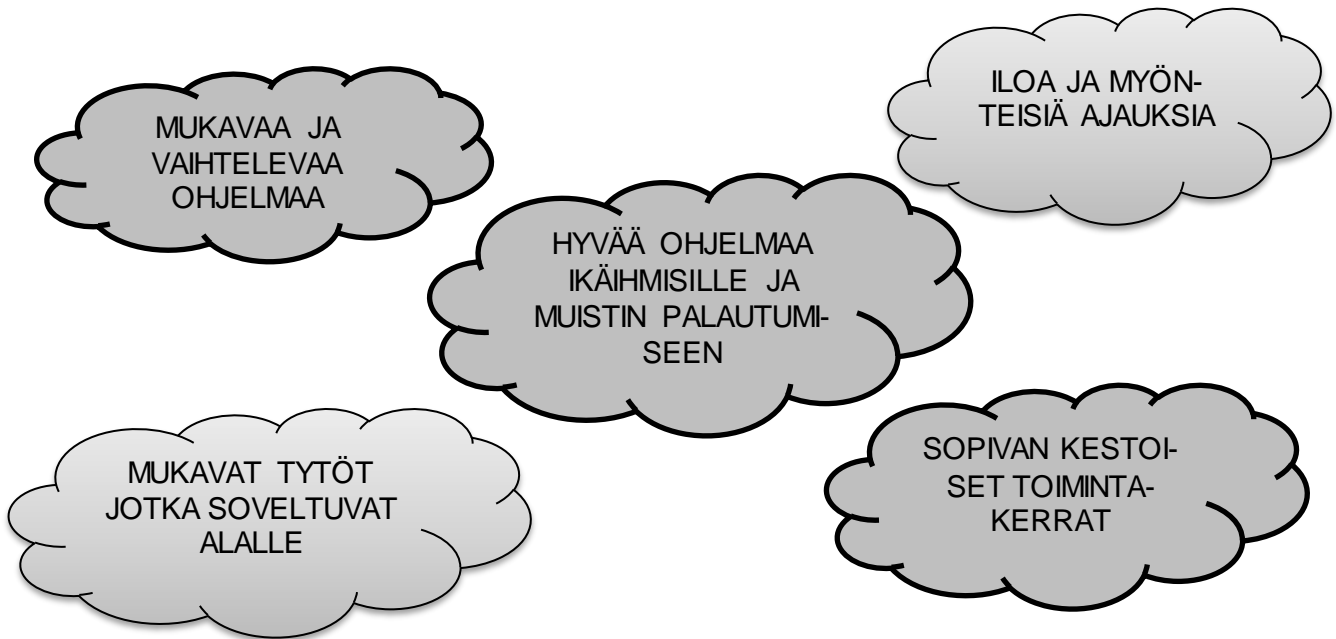 MUKAVAA JA
VAIHTELEVAA
OHJELMAA
ILOA JA MYÖN-
TEISIÄ AJAUKSIA
HYVÄÄ OHJELMAA
IKÄIHMISILLE JA
MUISTIN PALAUTUMI-
SEEN
MUKAVAT TYTÖT
JOTKA SOVELTUVAT
ALALLE
SOPIVAN KESTOI-
SET TOIMINTA-
KERRAT